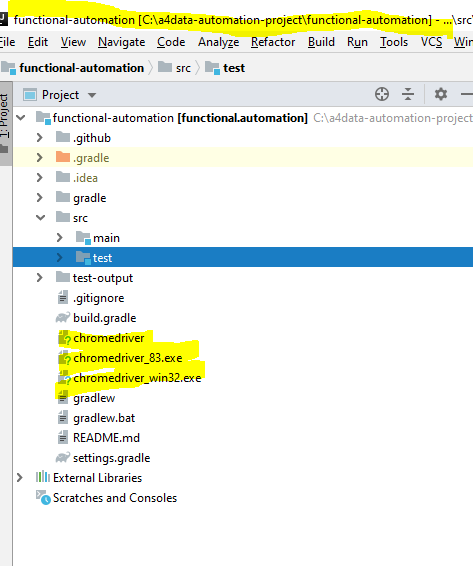 functional-automation [C:\a4data-automation-project\functional-automation] - ...\src\
File Edit View Navigate Code Analyze Refactor Build Run Tools VCS
functional-automation src test
1: Project
Project
functional-automation [functional.automation] C:\a4data-automation-project
.github
.gradle
.idea
gradle
src
main
test
test-output
.gitignore
build.gradle
chromedriver
chromedriver_83.exe
chromedriver_win32.exe
gradlew
gradlew.bat
README.md
settings.gradle
External Libraries
Scratches and Consoles